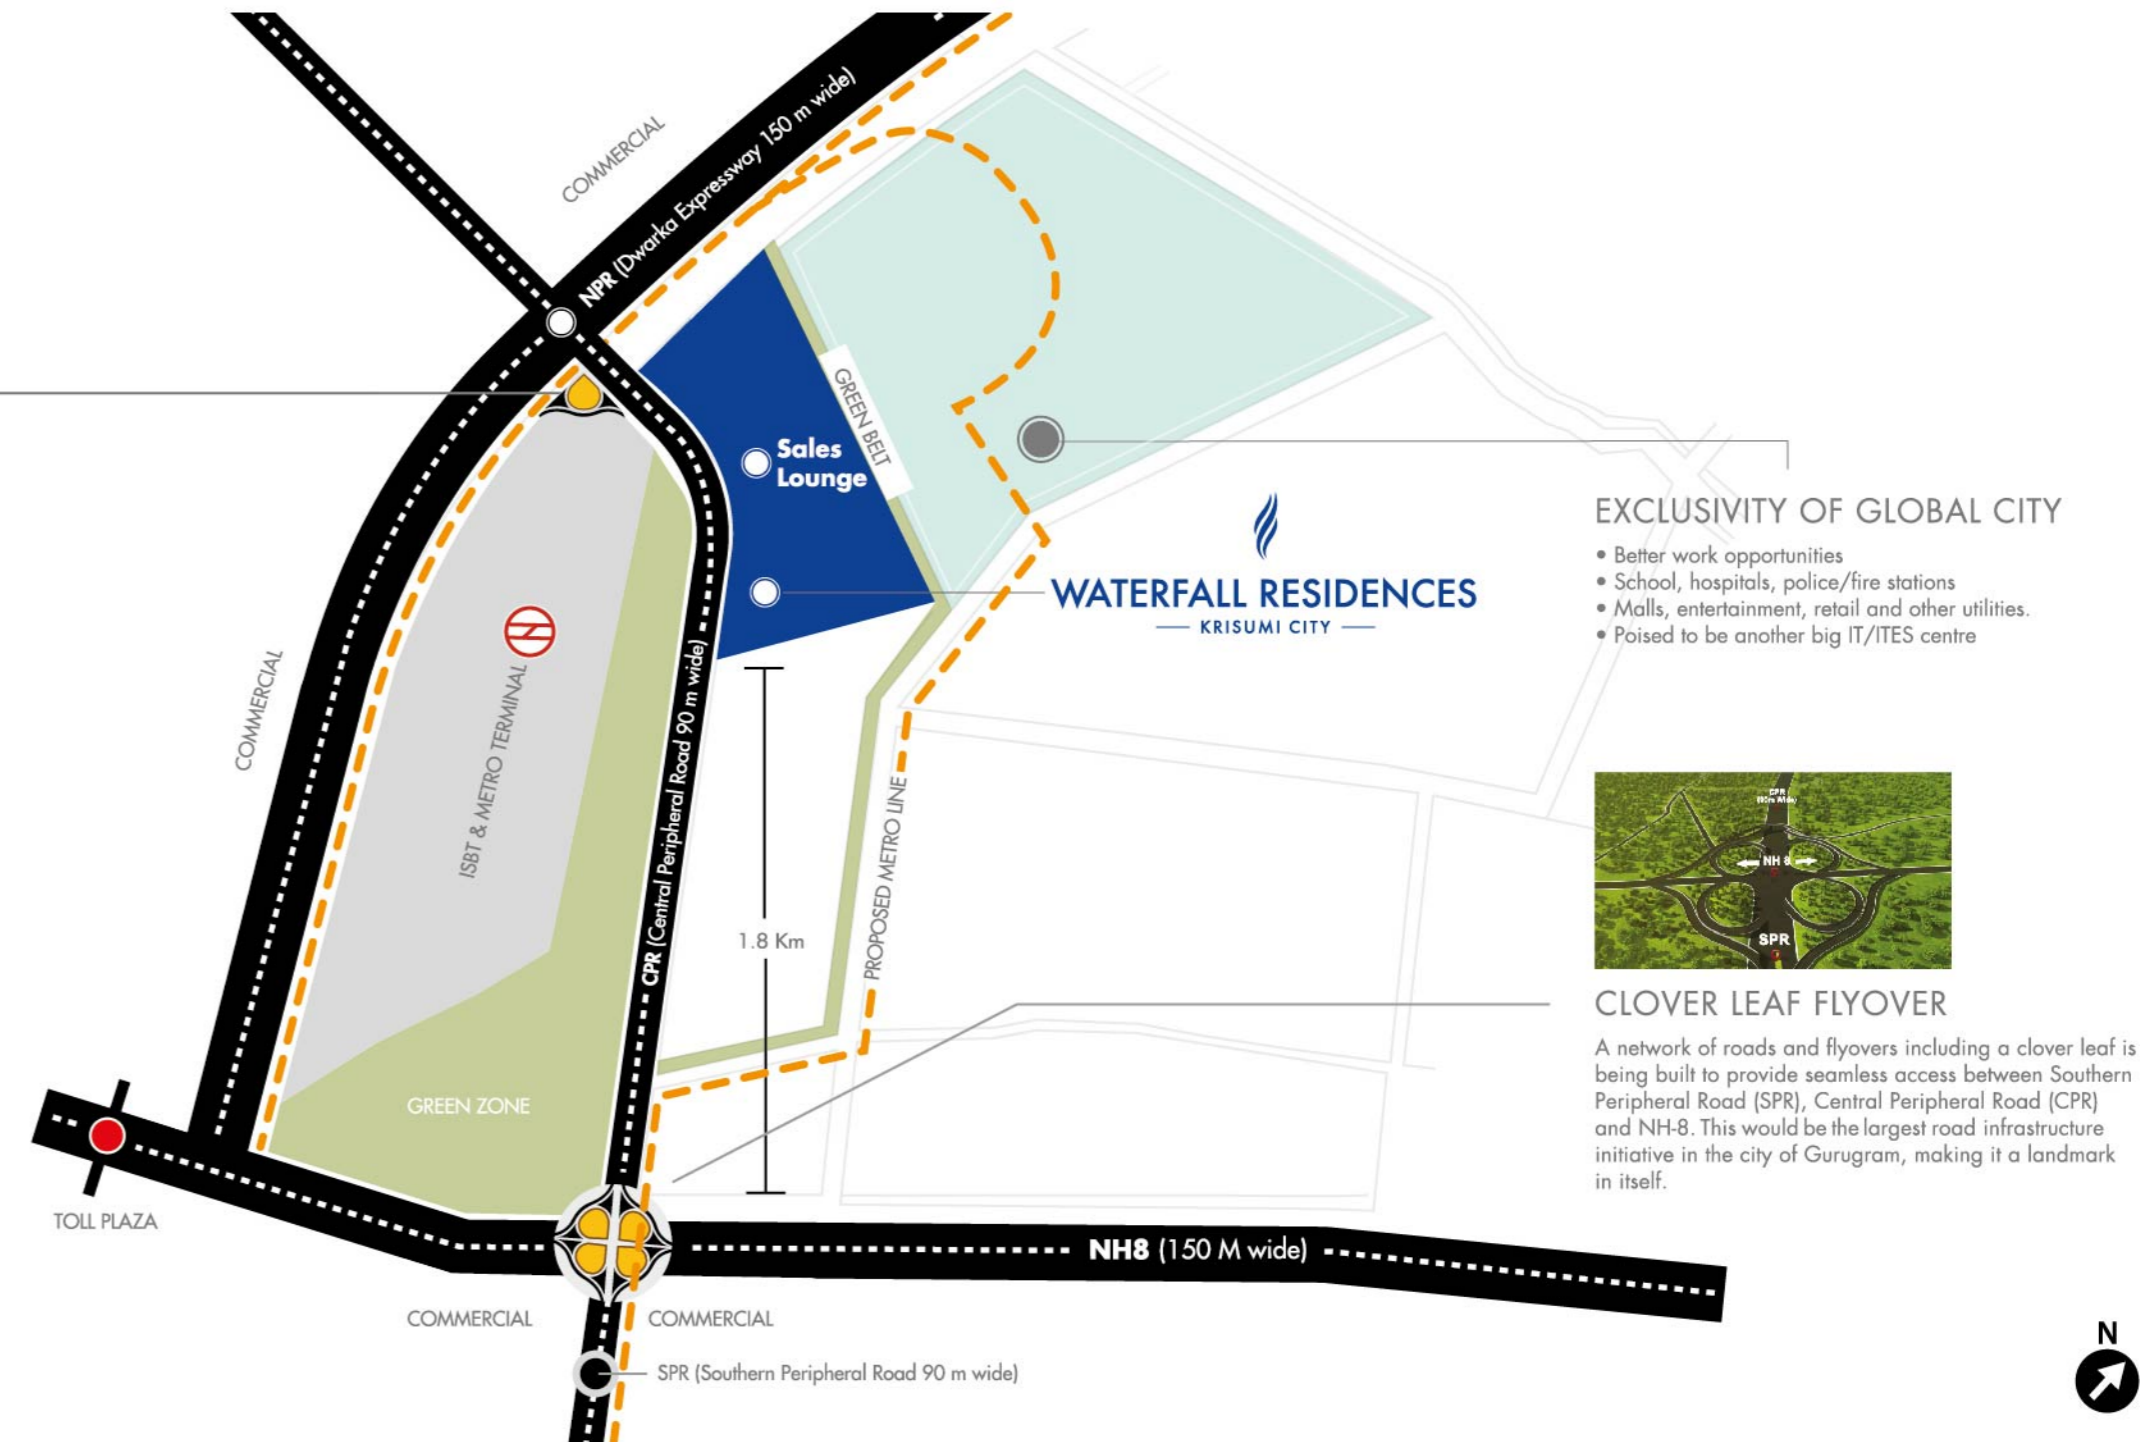 COMMERCIAL
NPR (Dwarka Expressway 150 m wide)
GREEN BELT
Sales
Lounge
WATERFALL RESIDENCES
KRISUMI CITY
EXCLUSIVITY OF GLOBAL CITY
• Better work opportunities
• School, hospitals, police/fire stations
• Malls, entertainment, retail and other utilities.
• Poised to be another big IT/ITES centre
COMMERCIAL
ISBT & METRO TERMINAL
CPR (Central Peripheral Road 90 m wide)
1.8 Km
PROPOSED METRO LINE
CPR
(90m Wide)
NH 8
SPR
CLOVER LEAF FLYOVER
A network of roads and flyovers including a clover leaf is
being built to provide seamless access between Southern
Peripheral Road (SPR), Central Peripheral Road (CPR)
and NH-8. This would be the largest road infrastructure
initiative in the city of Gurugram, making it a landmark
in itself.
GREEN ZONE
TOLL PLAZA
NH8 (150 M wide)
COMMERCIAL
COMMERCIAL
SPR (Southern Peripheral Road 90 m wide)
N